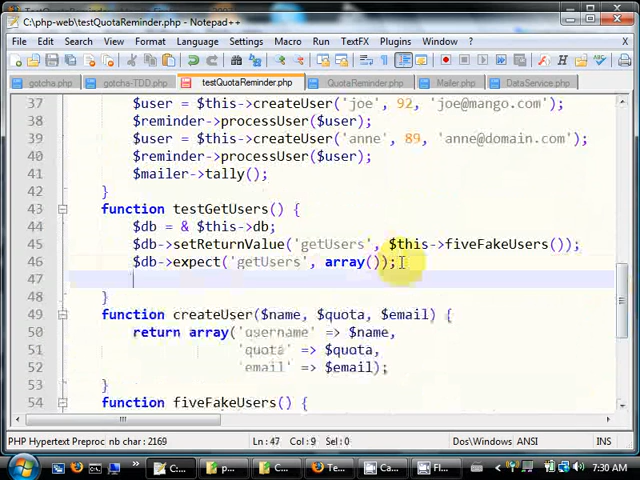 C:\php-web\testQuotaReminder.php - Notepad++
File Edit Search View Format Language Settings Macro Run TextFX Plugins Window ? X
gotcha.php gotcha-TDD.php testQuotaReminder.php QuotaReminder.php Mailer.php DataService.php
37 $user = $this->createUser('joe', 92, 'joe@mango.com');
38 $reminder->processUser($user);
39 $user = $this->createUser('anne', 89, 'anne@domain.com');
40 $reminder->processUser($user);
41 $mailer->tally();
42 }
43 function testGetUsers() {
44 $db = & $this->db;
45 $db->setReturnValue('getUsers', $this->fiveFakeUsers());
46 $db->expect('getUsers', array());
47
48 }
49 function createUser($name, $quota, $email) {
50 return array('username' => $name,
51 'quota' => $quota,
52 'email' => $email);
53 }
54 function fiveFakeUsers() {
PHP Hypertext Preproc nb char : 2169 Ln : 47 Col : 9 Sel : 0 Dos\Windows ANSI INS
C:\... p... C... Te... Ca... Fl... 7:30 AM